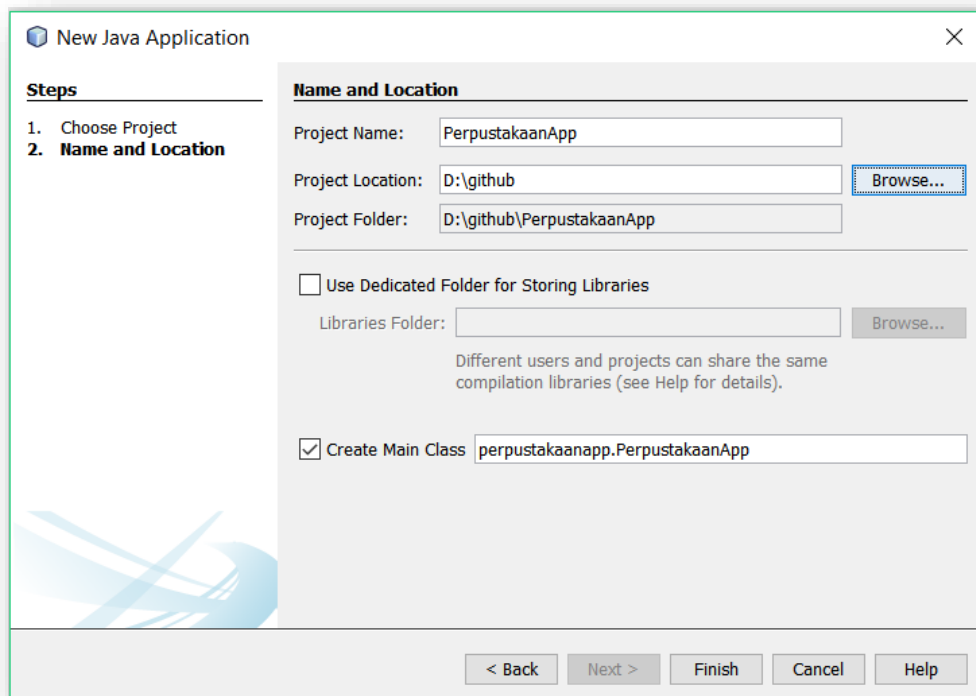 New Java Application
Steps
1. Choose Project
2. Name and Location
Name and Location
Project Name: PerpustakaanApp
Project Location: D:\github Browse...
Project Folder: D:\github\PerpustakaanApp
Use Dedicated Folder for Storing Libraries
Libraries Folder: Browse...
Different users and projects can share the same
compilation libraries (see Help for details).
Create Main Class perpustakaanapp.PerpustakaanApp
< Back Next > Finish Cancel Help